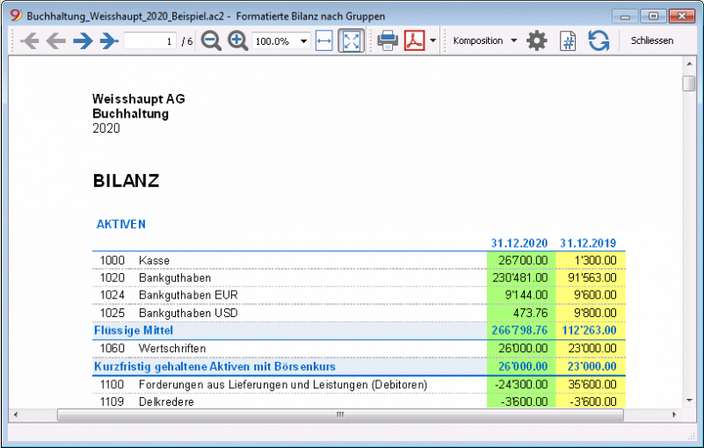 Buchhaltung_Weisshaupt_2020_Beispiel.ac2 - Formatierte Bilanz nach Gruppen
1 / 6 100.0% Komposition Schliessen
Weisshaupt AG
Buchhaltung
2020
BILANZ
AKTIVEN
31.12.2020 31.12.2019
1000 Kasse 26'700.00 1'300.00
1020 Bankguthaben 230'481.00 91'563.00
1024 Bankguthaben EUR 9'144.00 9'600.00
1025 Bankguthaben USD 473.76 9'800.00
Flüssige Mittel 266'798.76 112'263.00
1060 Wertschriften 26'000.00 23'000.00
Kurzfristig gehaltene Aktiven mit Börsenkurs 26'000.00 23'000.00
1100 Forderungen aus Lieferungen und Leistungen (Debitoren) -24'300.00 35'600.00
1109 Delkredere -3'600.00 -3'600.00